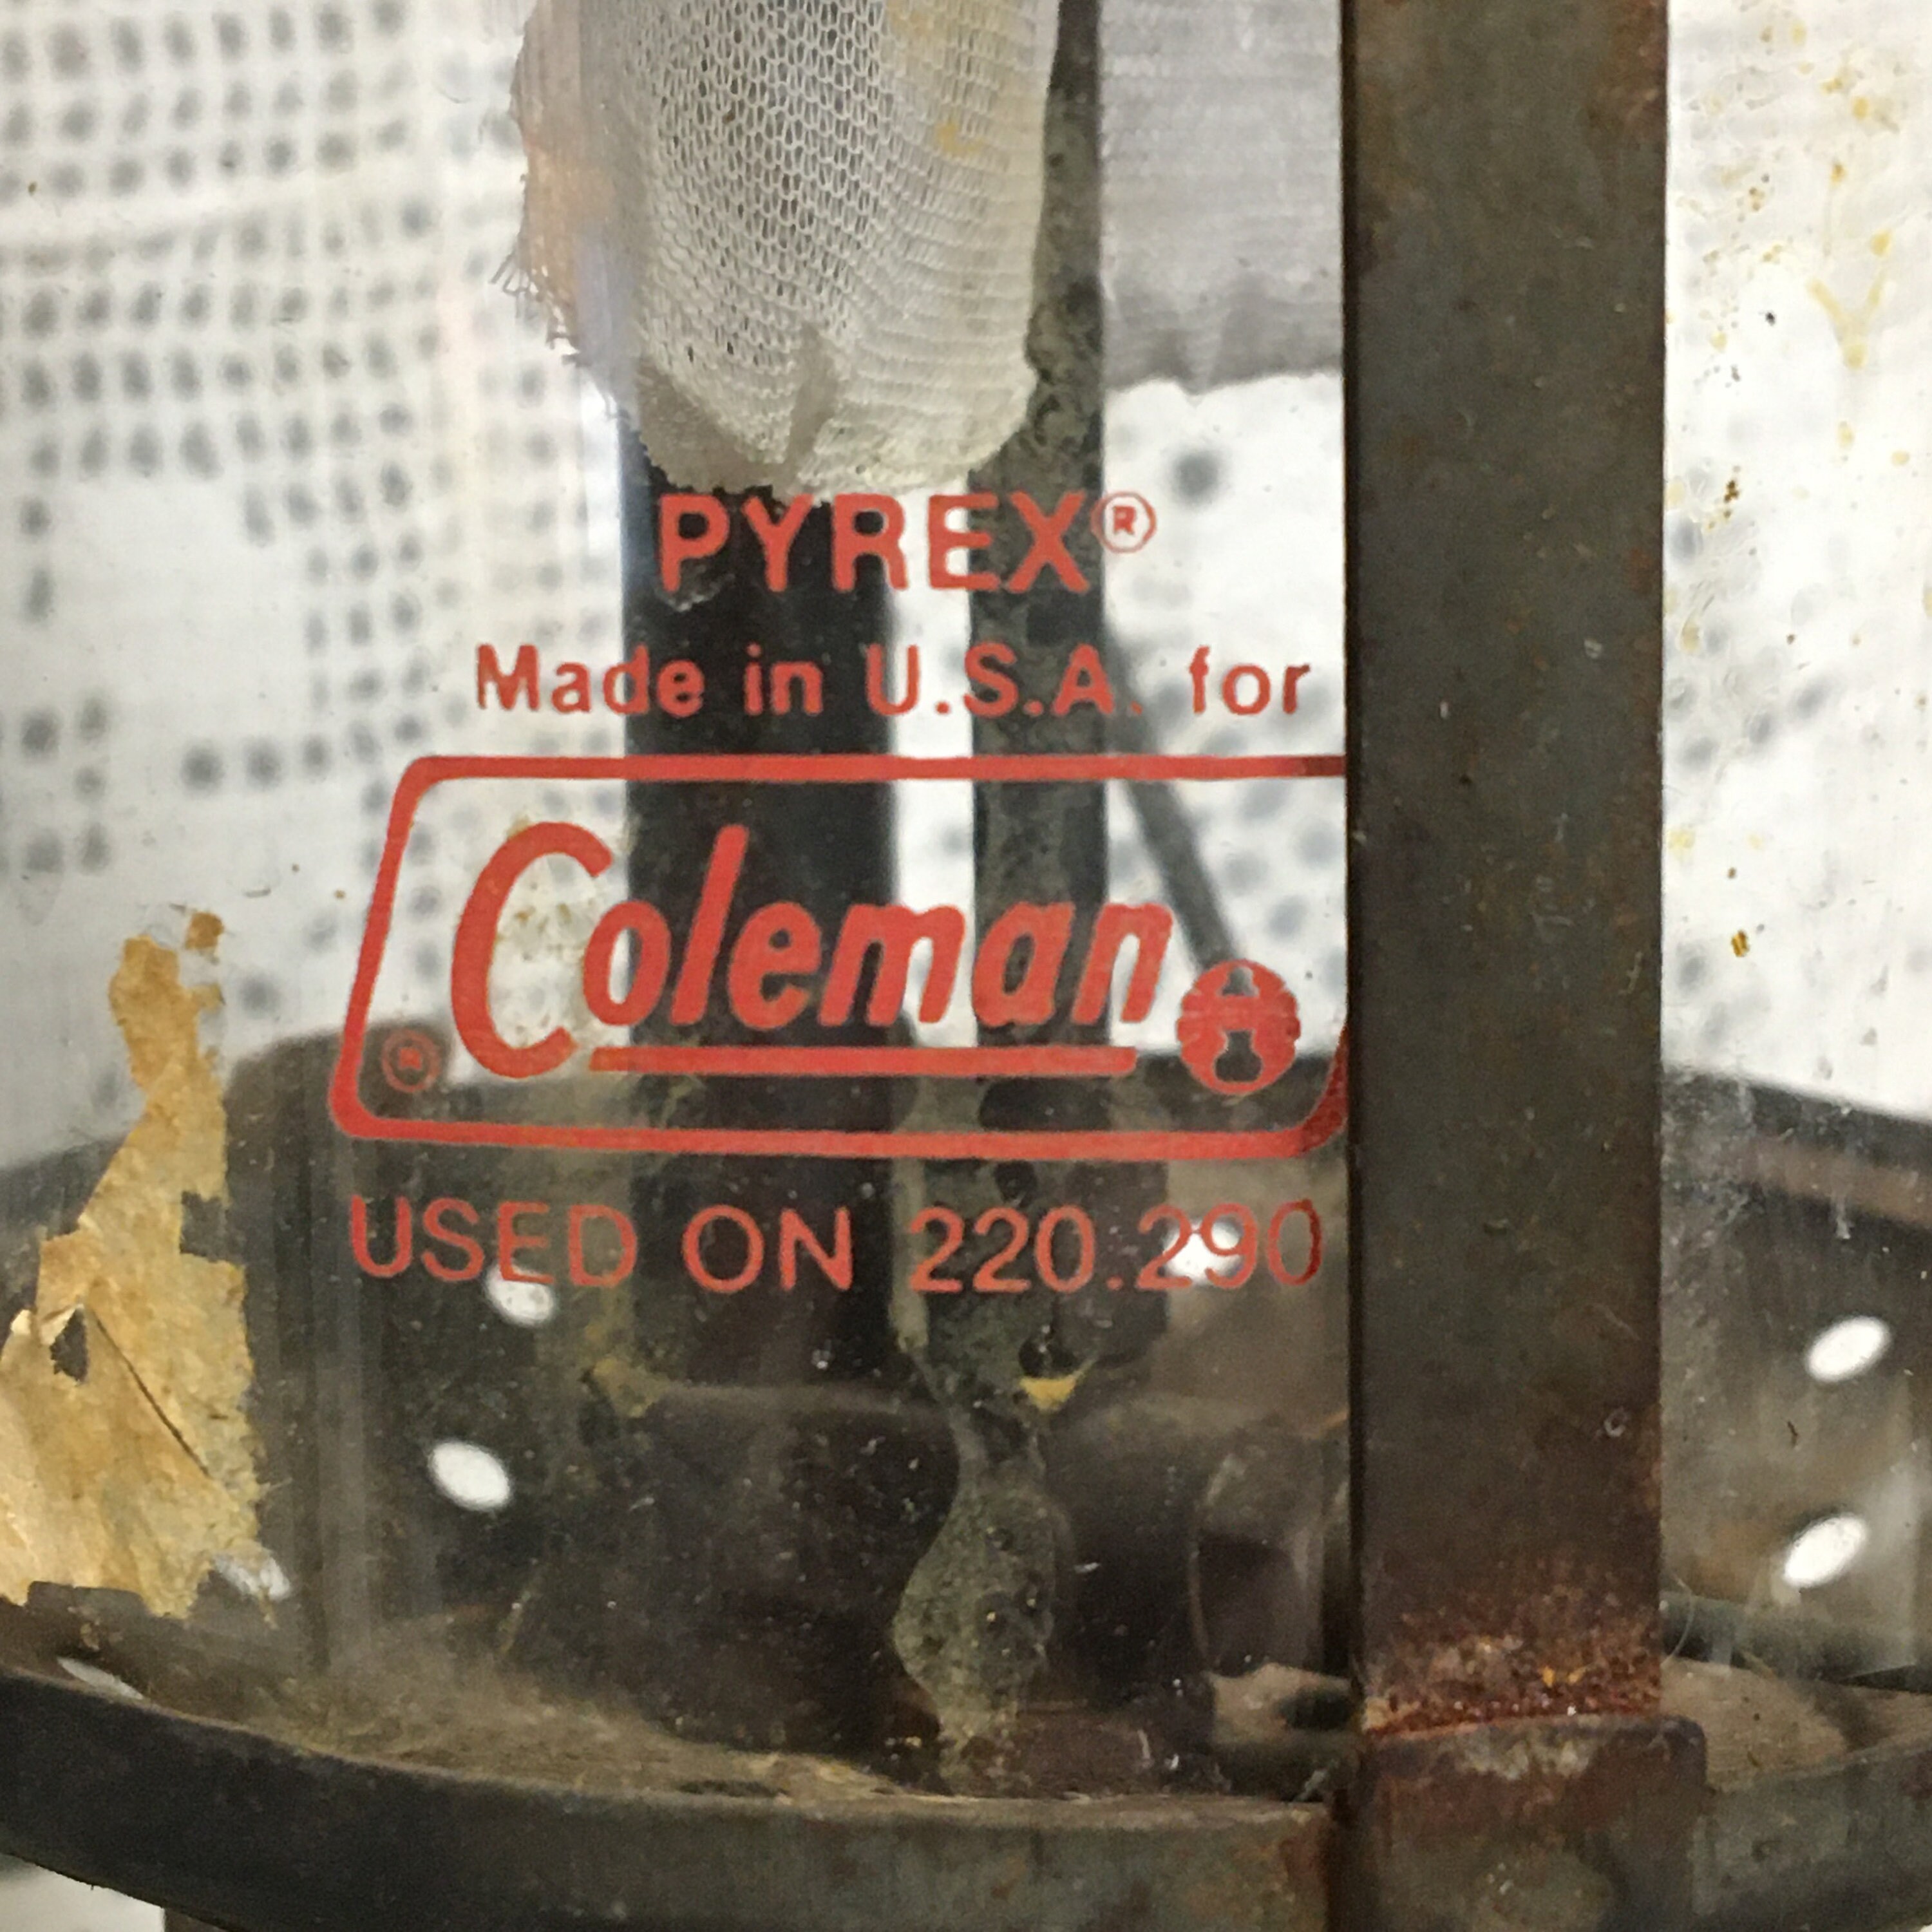 PYREX®
Made in U.S.A. for
Coleman
®
USED ON 220.290